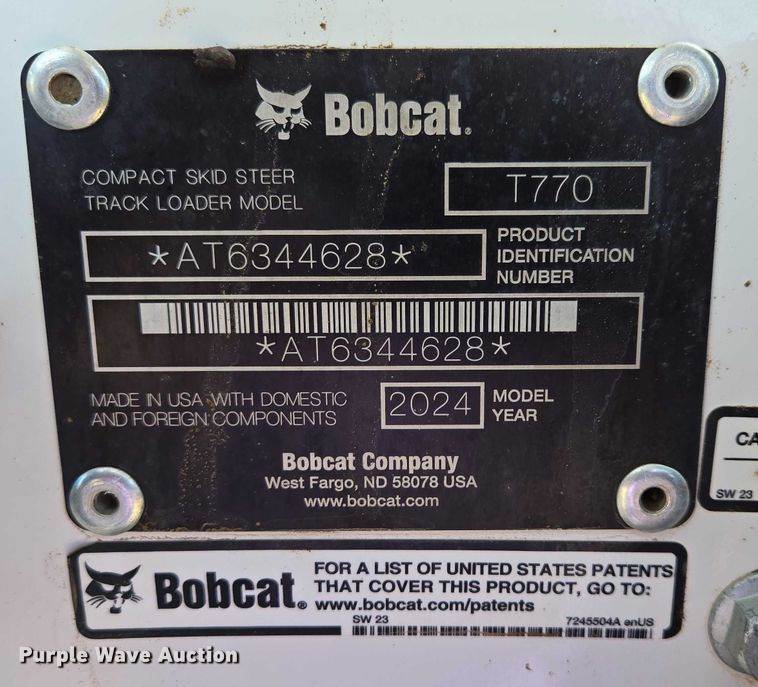 Bobcat.
COMPACT SKID STEER
TRACK LOADER MODEL
T770
*AT6344628*
PRODUCT
IDENTIFICATION
NUMBER
*AT6344628*
MADE IN USA WITH DOMESTIC
AND FOREIGN COMPONENTS
2024
MODEL
YEAR
Bobcat Company
West Fargo, ND 58078 USA
www.bobcat.com
CA
SW 23
Bobcat.
FOR A LIST OF UNITED STATES PATENTS
THAT COVER THIS PRODUCT, GO TO:
www.bobcat.com/patents
SW 23
7245504A enUS
Purple Wave Auction